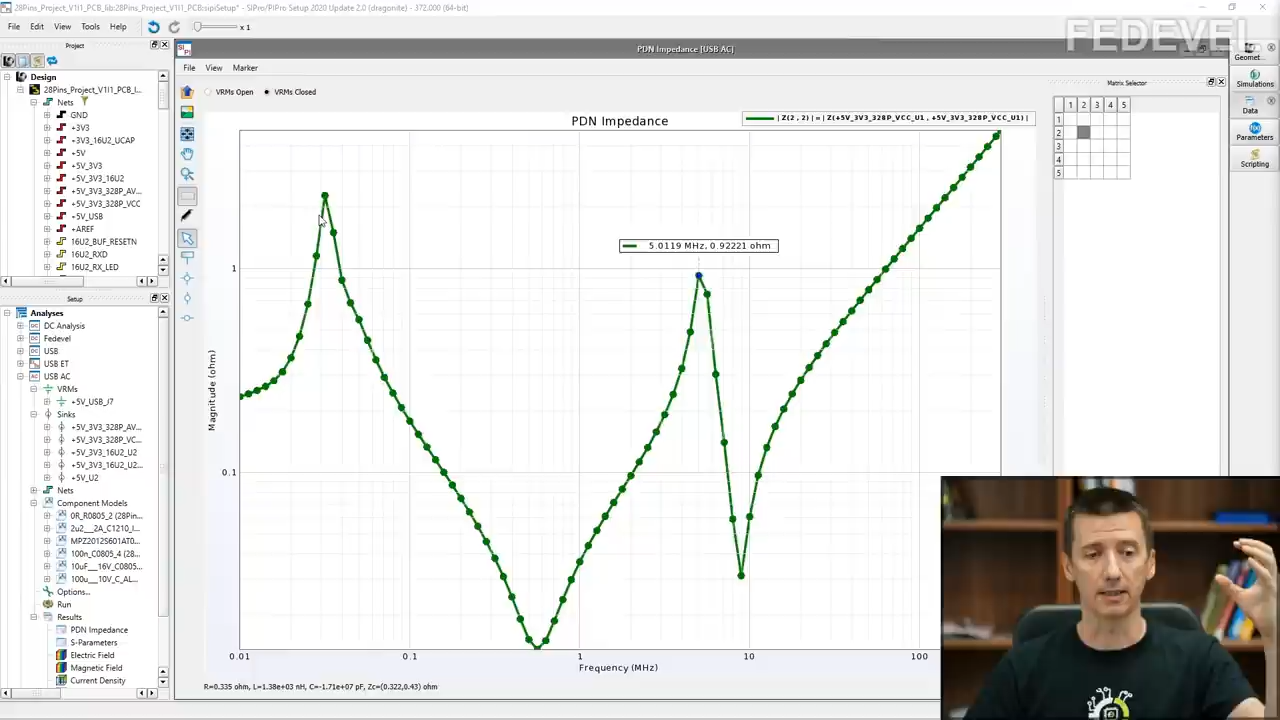 28Pins_Project_V1I1_PCB_lib:28Pins_Project_V1I1_PCB:sipiSetup* - SIPro/PIPro Setup 2020 Update 2.0 (dragonite) - 372.000 (64-bit)
File Edit View Tools Help x 1
FEDEVEL
Project
Design
28Pins_Project_V1I1_PCB_l...
Nets
GND
+3V3
+3V3_16U2_UCAP
+5V
+5V_3V3
+5V_3V3_16U2
+5V_3V3_328P_AV...
+5V_3V3_328P_VCC
+5V_USB
+AREF
16U2_BUF_RESETN
16U2_RXD
16U2_RX_LED
Setup
Analyses
DC Analysis
Fedevel
USB
USB ET
USB AC
VRMs
+5V_USB_J7
Sinks
+5V_3V3_328P_AV...
+5V_3V3_328P_VC...
+5V_3V3_16U2_U2
+5V_3V3_16U2_U2...
+5V_U2
Nets
Component Models
0R_R0805_2 (28Pin...
2u2__2A_C1210_I...
MPZ2012S601AT0...
100n_C0805_4 (28...
10uF__16V_C0805...
100u__10V_C_AL...
Options...
Run
Results
PDN Impedance
S-Parameters
Electric Field
Magnetic Field
Current Density
PDN Impedance [USB AC]
File View Marker
VRMs Open VRMs Closed
PDN Impedance
|Z(2,2)|=|Z(+5V_3V3_328P_VCC_U1, +5V_3V3_328P_VCC_U1)|
5.0119 MHz, 0.92221 ohm
Magnitude (ohm)
1
0.1
0.01 0.1 1 10 100
Frequency (MHz)
R=0.335 ohm, L=1.38e+03 nH, C=-1.71e+07 pF, Zc=(0.322,0.43) ohm
Matrix Selector
1 2 3 4 5
1
2
3
4
5
Geomet...
Simulations
Data
Parameters
Scripting